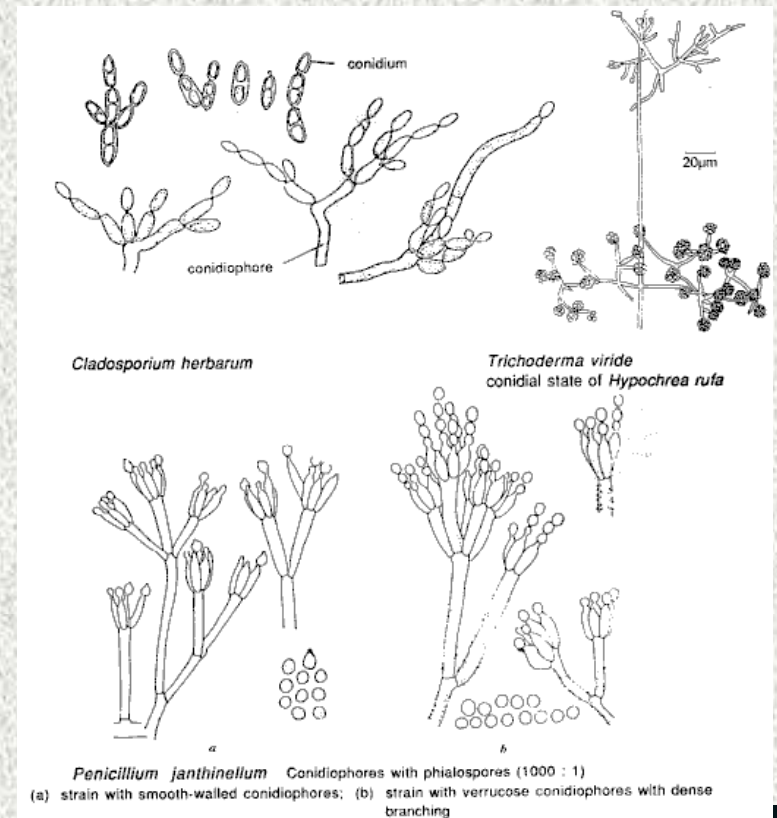 conidium
20µm
conidiophore
Cladosporium herbarum
Trichoderma viride
conidial state of Hypochrea rufa
a
b
Penicillium janthinellum Conidiophores with phialospores (1000 : 1)
(a) strain with smooth-walled conidiophores; (b) strain with verrucose conidiophores with dense
branching